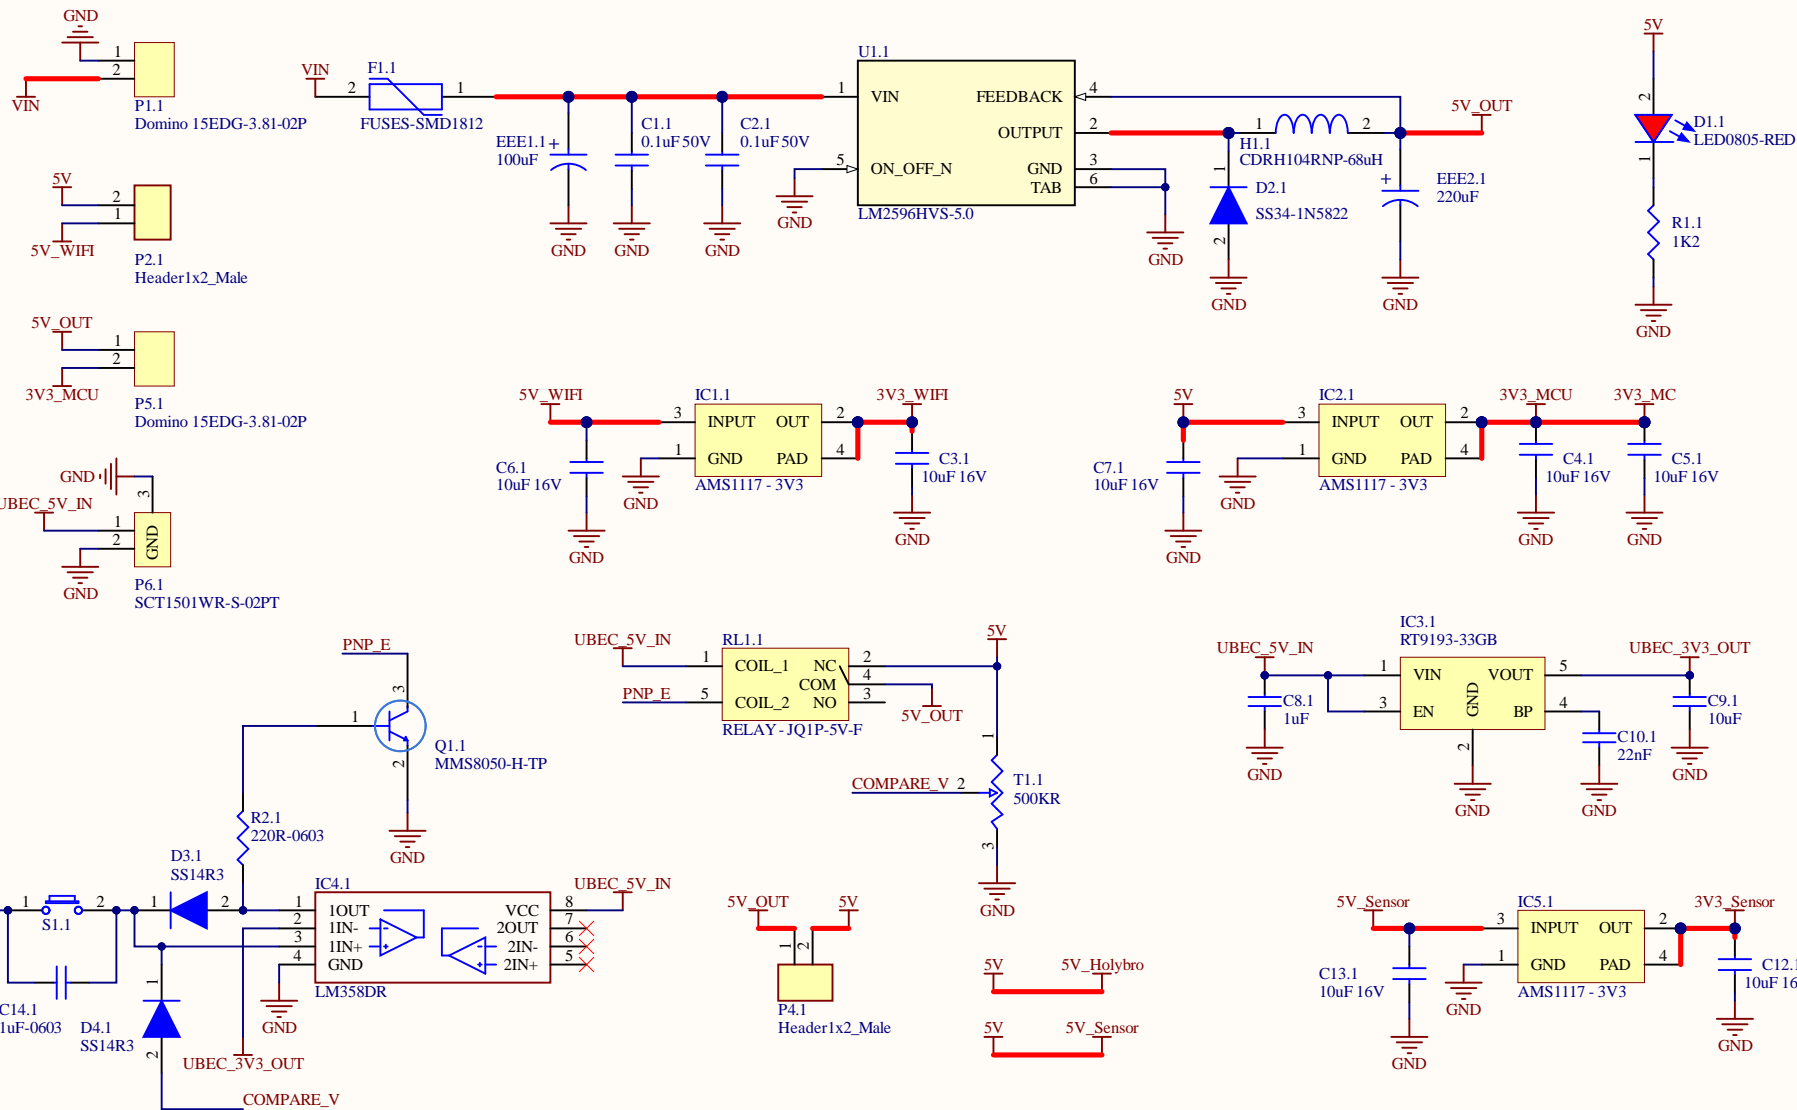 GND
1
2
VIN
P1.1
Domino 15EDG-3.81-02P
5V
2
1
5V_WIFI
P2.1
Header1x2_Male
5V_OUT
1
2
3V3_MCU
P5.1
Domino 15EDG-3.81-02P
GND
3
UBEC_5V_IN
1
2
GND
GND
P6.1
SCT1501WR-S-02PT
VIN
2
F1.1
1
FUSES-SMD1812
EEE1.1
+
100uF
GND
C1.1
0.1uF 50V
GND
C2.1
0.1uF 50V
GND
U1.1
1
VIN
FEEDBACK
4
OUTPUT
2
5
ON_OFF_N
GND
3
TAB
6
LM2596HVS-5.0
GND
GND
1
H1.1
2
CDRH104RNP-68uH
5V_OUT
1
D2.1
SS34-1N5822
2
GND
+
EEE2.1
220uF
GND
5V
2
D1.1
LED0805-RED
1
R1.1
1K2
GND
5V_WIFI
C6.1
10uF 16V
GND
IC1.1
3
INPUT
OUT
2
1
GND
PAD
4
AMS1117 - 3V3
GND
3V3_WIFI
C3.1
10uF 16V
GND
5V
C7.1
10uF 16V
GND
IC2.1
3
INPUT
OUT
2
1
GND
PAD
4
AMS1117 - 3V3
GND
3V3_MCU
C4.1
10uF 16V
GND
3V3_MC
C5.1
10uF 16V
GND
PNP_E
3
1
Q1.1
MMS8050-H-TP
2
GND
R2.1
220R-0603
D3.1
SS14R3
1
2
S1.1
1
2
C14.1
1uF-0603
D4.1
SS14R3
1
2
COMPARE_V
UBEC_3V3_OUT
IC4.1
1
1OUT
2
1IN-
3
1IN+
4
GND
VCC
8
2OUT
7
2IN-
6
2IN+
5
LM358DR
GND
UBEC_5V_IN
UBEC_5V_IN
PNP_E
RL1.1
1
COIL_1
5
COIL_2
NC
2
COM
4
NO
3
RELAY - JQ1P-5V-F
5V_OUT
5V
1
COMPARE_V
2
T1.1
500KR
3
GND
5V_OUT
5V
1
2
P4.1
Header1x2_Male
5V
5V_Holybro
5V
5V_Sensor
UBEC_5V_IN
C8.1
1uF
GND
IC3.1
RT9193-33GB
1
VIN
VOUT
5
3
EN
GND
BP
4
2
GND
C10.1
22nF
GND
UBEC_3V3_OUT
C9.1
10uF
GND
5V_Sensor
C13.1
10uF 16V
GND
IC5.1
3
INPUT
OUT
2
1
GND
PAD
4
AMS1117 - 3V3
GND
3V3_Sensor
C12.1
10uF 16
GND